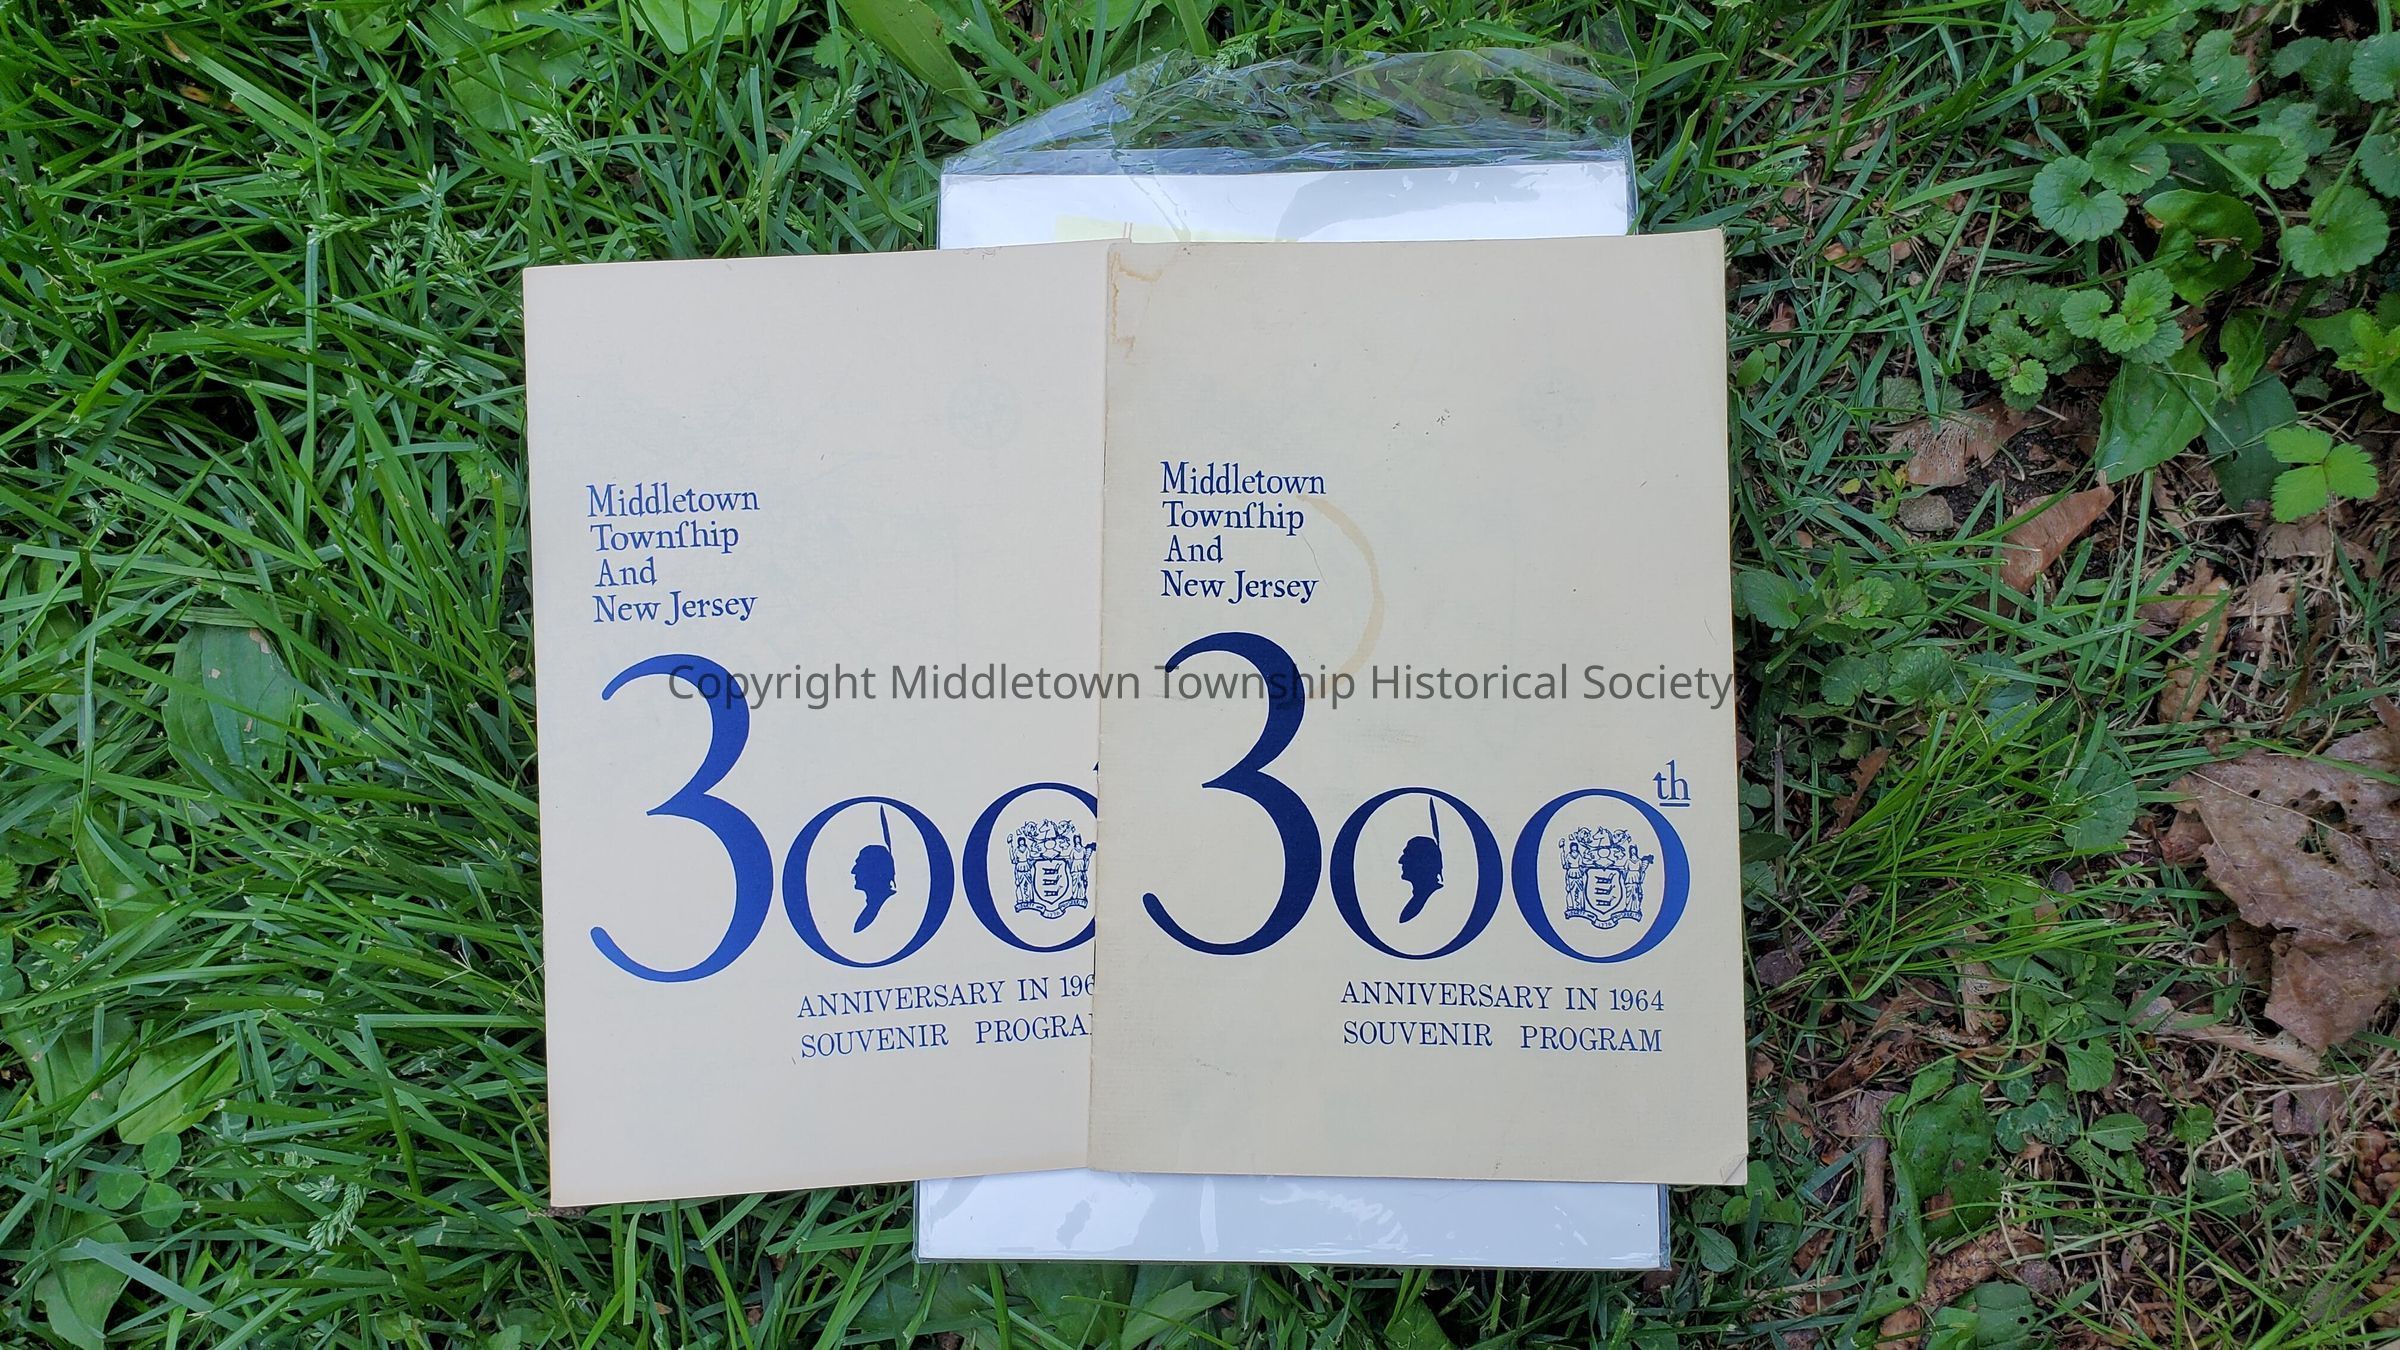 Middletown
Townſhip
And
New Jersey
300
ANNIVERSARY IN 196
SOUVENIR PROGRA
Middletown
Townſhip
And
New Jersey
300th
ANNIVERSARY IN 1964
SOUVENIR PROGRAM
Copyright Middletown Township Historical Society